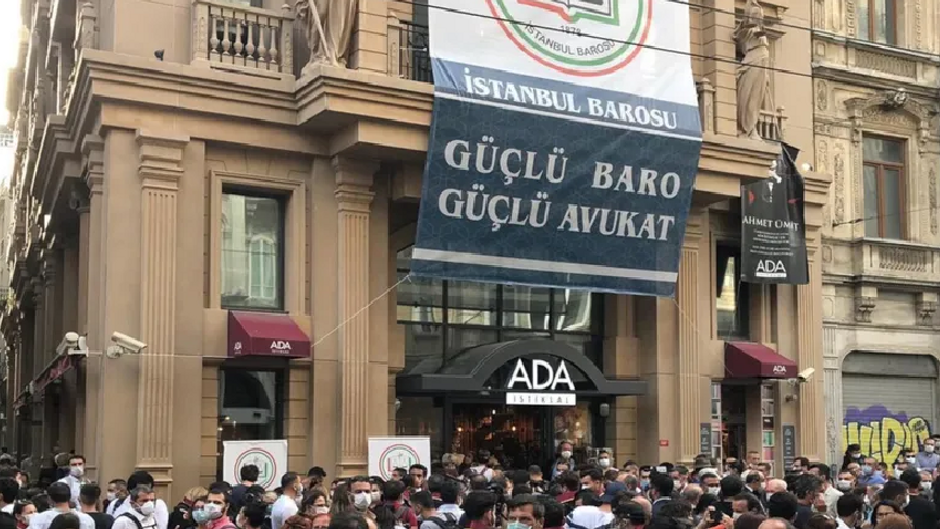 1878
İSTANBUL BAROSU
İSTANBUL BAROSU
GÜÇLÜ BARO
GÜÇLÜ AVUKAT
AHMET ÜMİT
ADA
ADA
ADA
İSTİKLAL
ADA